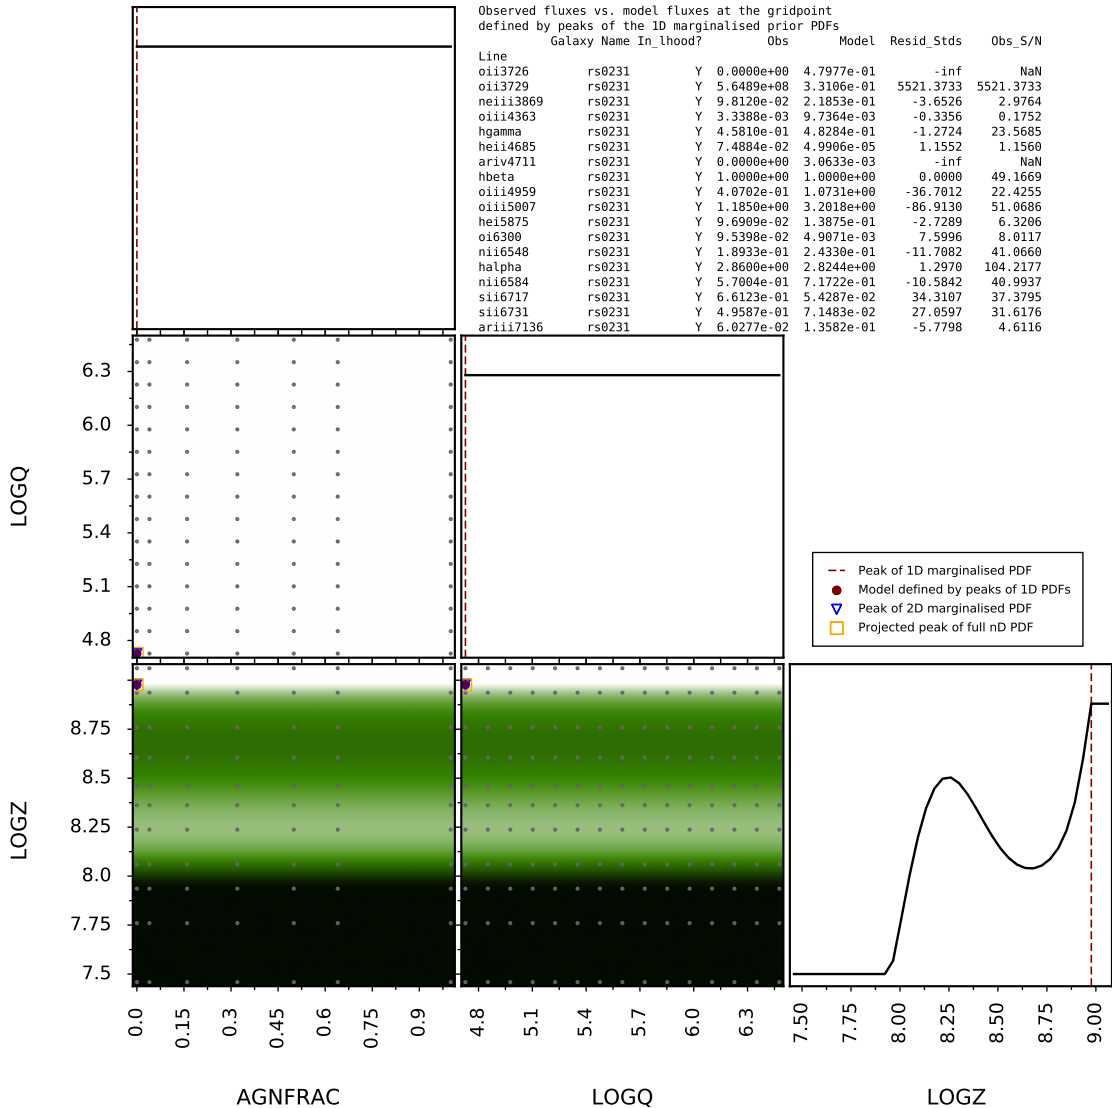 Observed fluxes vs. model fluxes at the gridpoint
defined by peaks of the 1D marginalised prior PDFs
Galaxy Name In_lhood? Obs Model Resid_Stds Obs_S/N
Line
oii3726 rs0231 Y 0.0000e+00 4.7977e-01 -inf NaN
oii3729 rs0231 Y 5.6489e+08 3.3106e-01 5521.3733 5521.3733
neiii3869 rs0231 Y 9.8120e-02 2.1853e-01 -3.6526 2.9764
oiii4363 rs0231 Y 3.3388e-03 9.7364e-03 -0.3356 0.1752
hgamma rs0231 Y 4.5810e-01 4.8284e-01 -1.2724 23.5685
heii4685 rs0231 Y 7.4884e-02 4.9906e-05 1.1552 1.1560
ariv4711 rs0231 Y 0.0000e+00 3.0633e-03 -inf NaN
hbeta rs0231 Y 1.0000e+00 1.0000e+00 0.0000 49.1669
oiii4959 rs0231 Y 4.0702e-01 1.0731e+00 -36.7012 22.4255
oiii5007 rs0231 Y 1.1850e+00 3.2018e+00 -86.9130 51.0686
hei5875 rs0231 Y 9.6909e-02 1.3875e-01 -2.7289 6.3206
oi6300 rs0231 Y 9.5398e-02 4.9071e-03 7.5996 8.0117
nii6548 rs0231 Y 1.8933e-01 2.4330e-01 -11.7082 41.0660
halpha rs0231 Y 2.8600e+00 2.8244e+00 1.2970 104.2177
nii6584 rs0231 Y 5.7004e-01 7.1722e-01 -10.5842 40.9937
sii6717 rs0231 Y 6.6123e-01 5.4287e-02 34.3107 37.3795
sii6731 rs0231 Y 4.9587e-01 7.1483e-02 27.0597 31.6176
ariii7136 rs0231 Y 6.0277e-02 1.3582e-01 -5.7798 4.6116
6.3
6.0
5.7
5.4
5.1
4.8
LOGQ
Peak of 1D marginalised PDF
Model defined by peaks of 1D PDFs
Peak of 2D marginalised PDF
Projected peak of full nD PDF
8.75
8.5
8.25
8.0
7.75
7.5
LOGZ
0.0 0.15 0.3 0.45 0.6 0.75 0.9
4.8 5.1 5.4 5.7 6.0 6.3
7.50 7.75 8.00 8.25 8.50 8.75 9.00
AGNFRAC LOGQ LOGZ